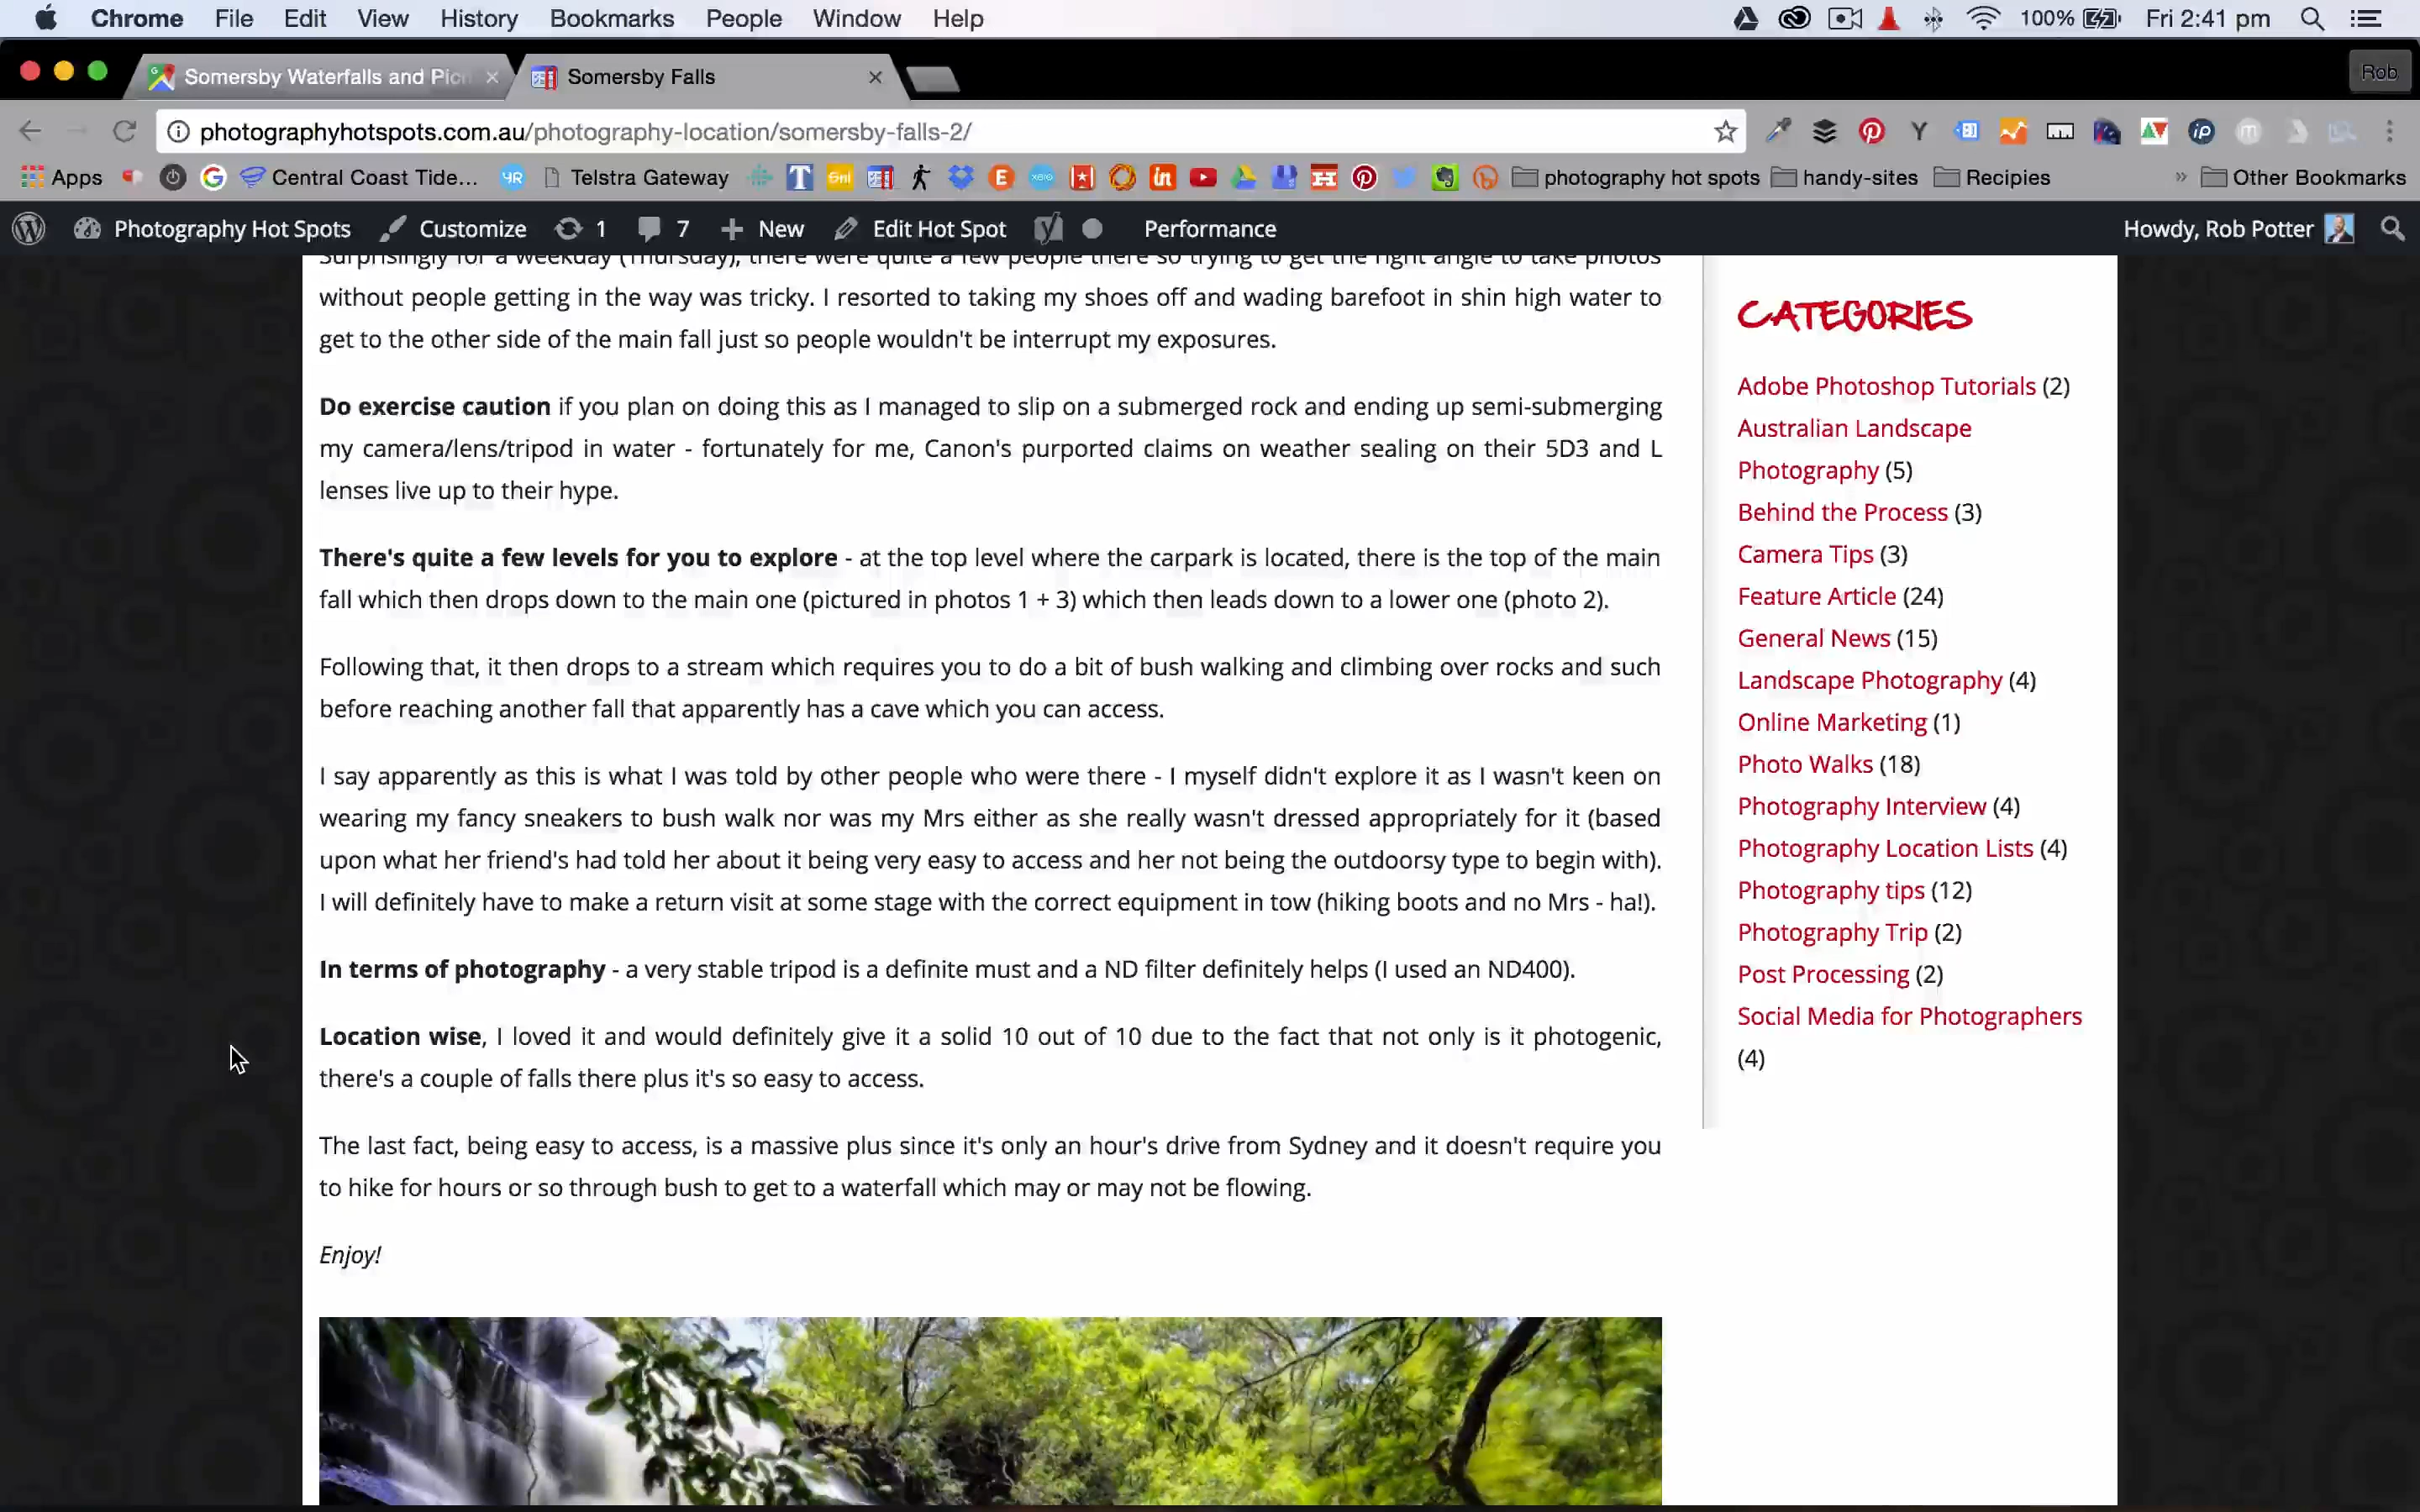 Chrome File Edit View History Bookmarks People Window Help 100% Fri 2:41 pm
Somersby Waterfalls and Pic Somersby Falls Rob
photographyhotspots.com.au/photography-location/somersby-falls-2/
Apps Central Coast Tide... Telstra Gateway photography hot spots handy-sites Recipies » Other Bookmarks
Photography Hot Spots Customize 1 7 New Edit Hot Spot Performance Howdy, Rob Potter
Surprisingly for a weekday (Thursday), there were quite a few people there so trying to get the right angle to take photos
without people getting in the way was tricky. I resorted to taking my shoes off and wading barefoot in shin high water to
get to the other side of the main fall just so people wouldn't be interrupt my exposures.
Do exercise caution if you plan on doing this as I managed to slip on a submerged rock and ending up semi-submerging
my camera/lens/tripod in water - fortunately for me, Canon's purported claims on weather sealing on their 5D3 and L
lenses live up to their hype.
There's quite a few levels for you to explore - at the top level where the carpark is located, there is the top of the main
fall which then drops down to the main one (pictured in photos 1 + 3) which then leads down to a lower one (photo 2).
Following that, it then drops to a stream which requires you to do a bit of bush walking and climbing over rocks and such
before reaching another fall that apparently has a cave which you can access.
I say apparently as this is what I was told by other people who were there - I myself didn't explore it as I wasn't keen on
wearing my fancy sneakers to bush walk nor was my Mrs either as she really wasn't dressed appropriately for it (based
upon what her friend's had told her about it being very easy to access and her not being the outdoorsy type to begin with).
I will definitely have to make a return visit at some stage with the correct equipment in tow (hiking boots and no Mrs - ha!).
In terms of photography - a very stable tripod is a definite must and a ND filter definitely helps (I used an ND400).
Location wise, I loved it and would definitely give it a solid 10 out of 10 due to the fact that not only is it photogenic,
there's a couple of falls there plus it's so easy to access.
The last fact, being easy to access, is a massive plus since it's only an hour's drive from Sydney and it doesn't require you
to hike for hours or so through bush to get to a waterfall which may or may not be flowing.
Enjoy!
CATEGORIES
Adobe Photoshop Tutorials (2)
Australian Landscape
Photography (5)
Behind the Process (3)
Camera Tips (3)
Feature Article (24)
General News (15)
Landscape Photography (4)
Online Marketing (1)
Photo Walks (18)
Photography Interview (4)
Photography Location Lists (4)
Photography tips (12)
Photography Trip (2)
Post Processing (2)
Social Media for Photographers
(4)